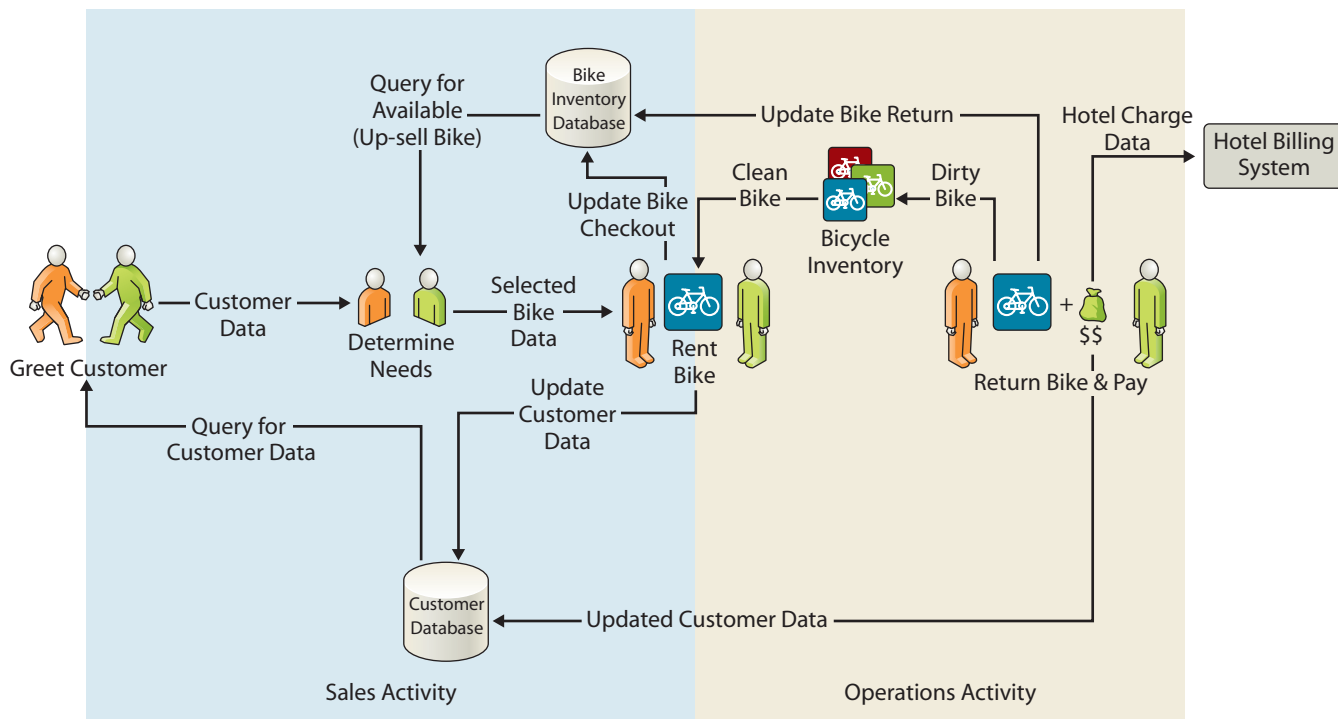 Query for
Available
(Up-sell Bike)
Bike
Inventory
Database
Update Bike Return
Hotel Charge
Data
Hotel Billing
System
Clean
Bike
Dirty
Bike
Update Bike
Checkout
Bicycle
Inventory
Customer
Data
Selected
Bike
Data
Greet Customer
Determine
Needs
Rent
Bike
+
$$
Return Bike & Pay
Update
Customer
Data
Query for
Customer Data
Customer
Database
Updated Customer Data
Sales Activity
Operations Activity